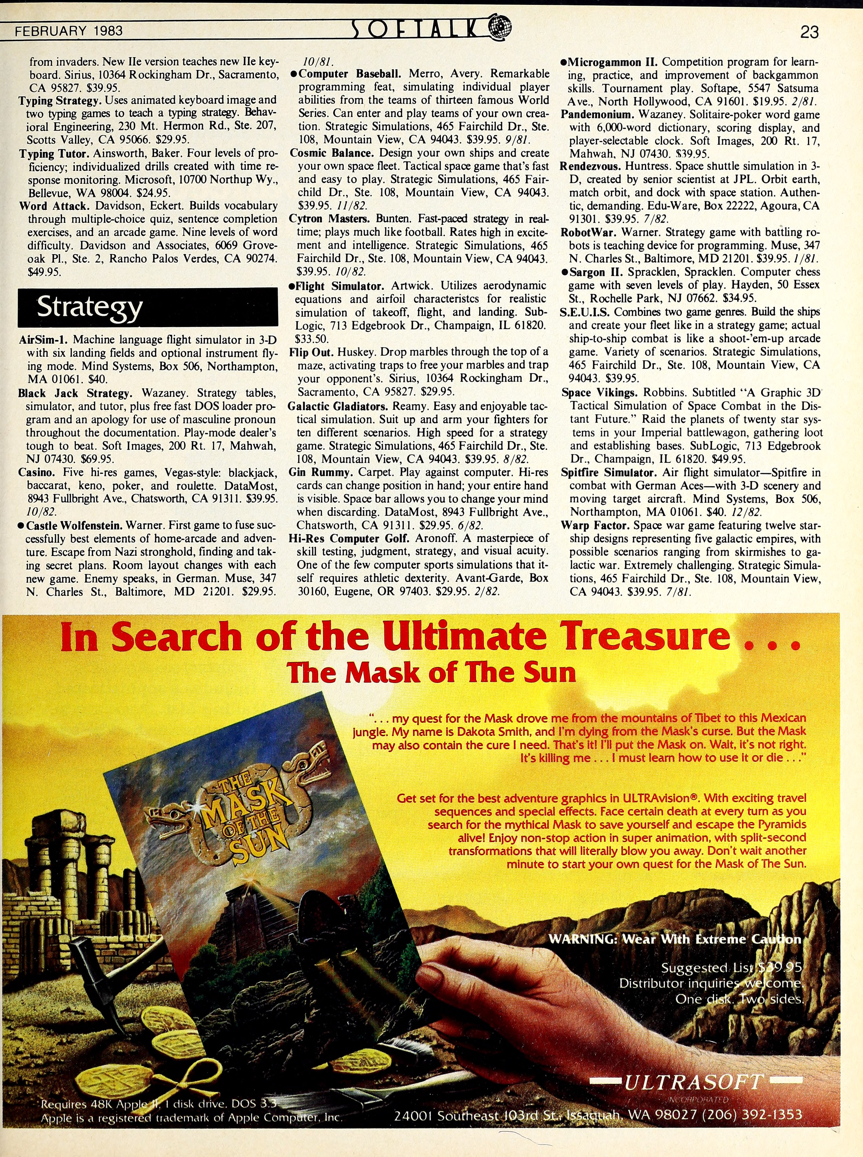 FEBRUARY 1983
SOFTALK
23
from invaders. New IIe version teaches new IIe key-
board. Sirius, 10364 Rockingham Dr., Sacramento,
CA 95827. $39.95.
Typing Strategy. Uses animated keyboard image and
two typing games to teach a typing strategy. Behav-
ioral Engineering, 230 Mt. Hermon Rd., Ste. 207,
Scotts Valley, CA 95066. $29.95.
Typing Tutor. Ainsworth, Baker. Four levels of pro-
ficiency; individualized drills created with time re-
sponse monitoring. Microsoft, 10700 Northup Wy.,
Bellevue, WA 98004. $24.95.
Word Attack. Davidson, Eckert. Builds vocabulary
through multiple-choice quiz, sentence completion
exercises, and an arcade game. Nine levels of word
difficulty. Davidson and Associates, 6069 Grove-
oak Pl., Ste. 2, Rancho Palos Verdes, CA 90274.
$49.95.
Strategy
AirSim-1. Machine language flight simulator in 3-D
with six landing fields and optional instrument fly-
ing mode. Mind Systems, Box 506, Northampton,
MA 01061. $40.
Black Jack Strategy. Wazaney. Strategy tables,
simulator, and tutor, plus free fast DOS loader pro-
gram and an apology for use of masculine pronoun
throughout the documentation. Play-mode dealer's
tough to beat. Soft Images, 200 Rt. 17, Mahwah,
NJ 07430. $69.95.
Casino. Five hi-res games, Vegas-style: blackjack,
baccarat, keno, poker, and roulette. DataMost,
8943 Fullbright Ave., Chatsworth, CA 91311. $39.95.
10/82.
●Castle Wolfenstein. Warner. First game to fuse suc-
cessfully best elements of home-arcade and adven-
ture. Escape from Nazi stronghold, finding and tak-
ing secret plans. Room layout changes with each
new game. Enemy speaks, in German. Muse, 347
N. Charles St., Baltimore, MD 21201. $29.95.
10/81.
●Computer Baseball. Merro, Avery. Remarkable
programming feat, simulating individual player
abilities from the teams of thirteen famous World
Series. Can enter and play teams of your own crea-
tion. Strategic Simulations, 465 Fairchild Dr., Ste.
108, Mountain View, CA 94043. $39.95. 9/81.
Cosmic Balance. Design your own ships and create
your own space fleet. Tactical space game that's fast
and easy to play. Strategic Simulations, 465 Fair-
child Dr., Ste. 108, Mountain View, CA 94043.
$39.95. 11/82.
Cytron Masters. Bunten. Fast-paced strategy in real-
time; plays much like football. Rates high in excite-
ment and intelligence. Strategic Simulations, 465
Fairchild Dr., Ste. 108, Mountain View, CA 94043.
$39.95. 10/82.
●Flight Simulator. Artwick. Utilizes aerodynamic
equations and airfoil characteristcs for realistic
simulation of takeoff, flight, and landing. Sub-
Logic, 713 Edgebrook Dr., Champaign, IL 61820.
$33.50.
Flip Out. Huskey. Drop marbles through the top of a
maze, activating traps to free your marbles and trap
your opponent's. Sirius, 10364 Rockingham Dr.,
Sacramento, CA 95827. $29.95.
Galactic Gladiators. Reamy. Easy and enjoyable tac-
tical simulation. Suit up and arm your fighters for
ten different scenarios. High speed for a strategy
game. Strategic Simulations, 465 Fairchild Dr., Ste.
108, Mountain View, CA 94043. $39.95. 8/82.
Gin Rummy. Carpet. Play against computer. Hi-res
cards can change position in hand; your entire hand
is visible. Space bar allows you to change your mind
when discarding. DataMost, 8943 Fullbright Ave.,
Chatsworth, CA 91311. $29.95. 6/82.
Hi-Res Computer Golf. Aronoff. A masterpiece of
skill testing, judgment, strategy, and visual acuity.
One of the few computer sports simulations that it-
self requires athletic dexterity. Avant-Garde, Box
30160, Eugene, OR 97403. $29.95. 2/82.
●Microgammon II. Competition program for learn-
ing, practice, and improvement of backgammon
skills. Tournament play. Softape, 5547 Satsuma
Ave., North Hollywood, CA 91601. $19.95. 2/81.
Pandemonium. Wazaney. Solitaire-poker word game
with 6,000-word dictionary, scoring display, and
player-selectable clock. Soft Images, 200 Rt. 17,
Mahwah, NJ 07430. $39.95.
Rendezvous. Huntress. Space shuttle simulation in 3-
D, created by senior scientist at JPL. Orbit earth,
match orbit, and dock with space station. Authen-
tic, demanding. Edu-Ware, Box 22222, Agoura, CA
91301. $39.95. 7/82.
RobotWar. Warner. Strategy game with battling ro-
bots is teaching device for programming. Muse, 347
N. Charles St., Baltimore, MD 21201. $39.95. 1/81.
●Sargon II. Spracklen, Spracklen. Computer chess
game with seven levels of play. Hayden, 50 Essex
St., Rochelle Park, NJ 07662. $34.95.
S.E.U.I.S. Combines two game genres. Build the ships
and create your fleet like in a strategy game; actual
ship-to-ship combat is like a shoot-'em-up arcade
game. Variety of scenarios. Strategic Simulations,
465 Fairchild Dr., Ste. 108, Mountain View, CA
94043. $39.95.
Space Vikings. Robbins. Subtitled "A Graphic 3D
Tactical Simulation of Space Combat in the Dis-
tant Future." Raid the planets of twenty star sys-
tems in your Imperial battlewagon, gathering loot
and establishing bases. SubLogic, 713 Edgebrook
Dr., Champaign, IL 61820. $49.95.
Spitfire Simulator. Air flight simulator—Spitfire in
combat with German Aces—with 3-D scenery and
moving target aircraft. Mind Systems, Box 506,
Northampton, MA 01061. $40. 12/82.
Warp Factor. Space war game featuring twelve star-
ship designs representing five galactic empires, with
possible scenarios ranging from skirmishes to ga-
lactic war. Extremely challenging. Strategic Simula-
tions, 465 Fairchild Dr., Ste. 108, Mountain View,
CA 94043. $39.95. 7/81.
In Search of the Ultimate Treasure . . .
The Mask of The Sun
". . . my quest for the Mask drove me from the mountains of Tibet to this Mexican
jungle. My name is Dakota Smith, and I'm dying from the Mask's curse. But the Mask
may also contain the cure I need. That's it! I'll put the Mask on. Wait, it's not right.
It's killing me . . . I must learn how to use it or die . . ."
Get set for the best adventure graphics in ULTRAvision®. With exciting travel
sequences and special effects. Face certain death at every turn as you
search for the mythical Mask to save yourself and escape the Pyramids
alive! Enjoy non-stop action in super animation, with split-second
transformations that will literally blow you away. Don't wait another
minute to start your own quest for the Mask of The Sun.
THE
MASK
OF THE
SUN
WARNING: Wear With Extreme Caution
Suggested List $39.95
Distributor inquiries welcome.
One disk. Two sides.
ULTRASOFT
INCORPORATED
24001 Southeast 103rd St., Issaquah, WA 98027 (206) 392-1353
Requires 48K Apple II, 1 disk drive, DOS 3.3.
Apple is a registered trademark of Apple Computer, Inc.